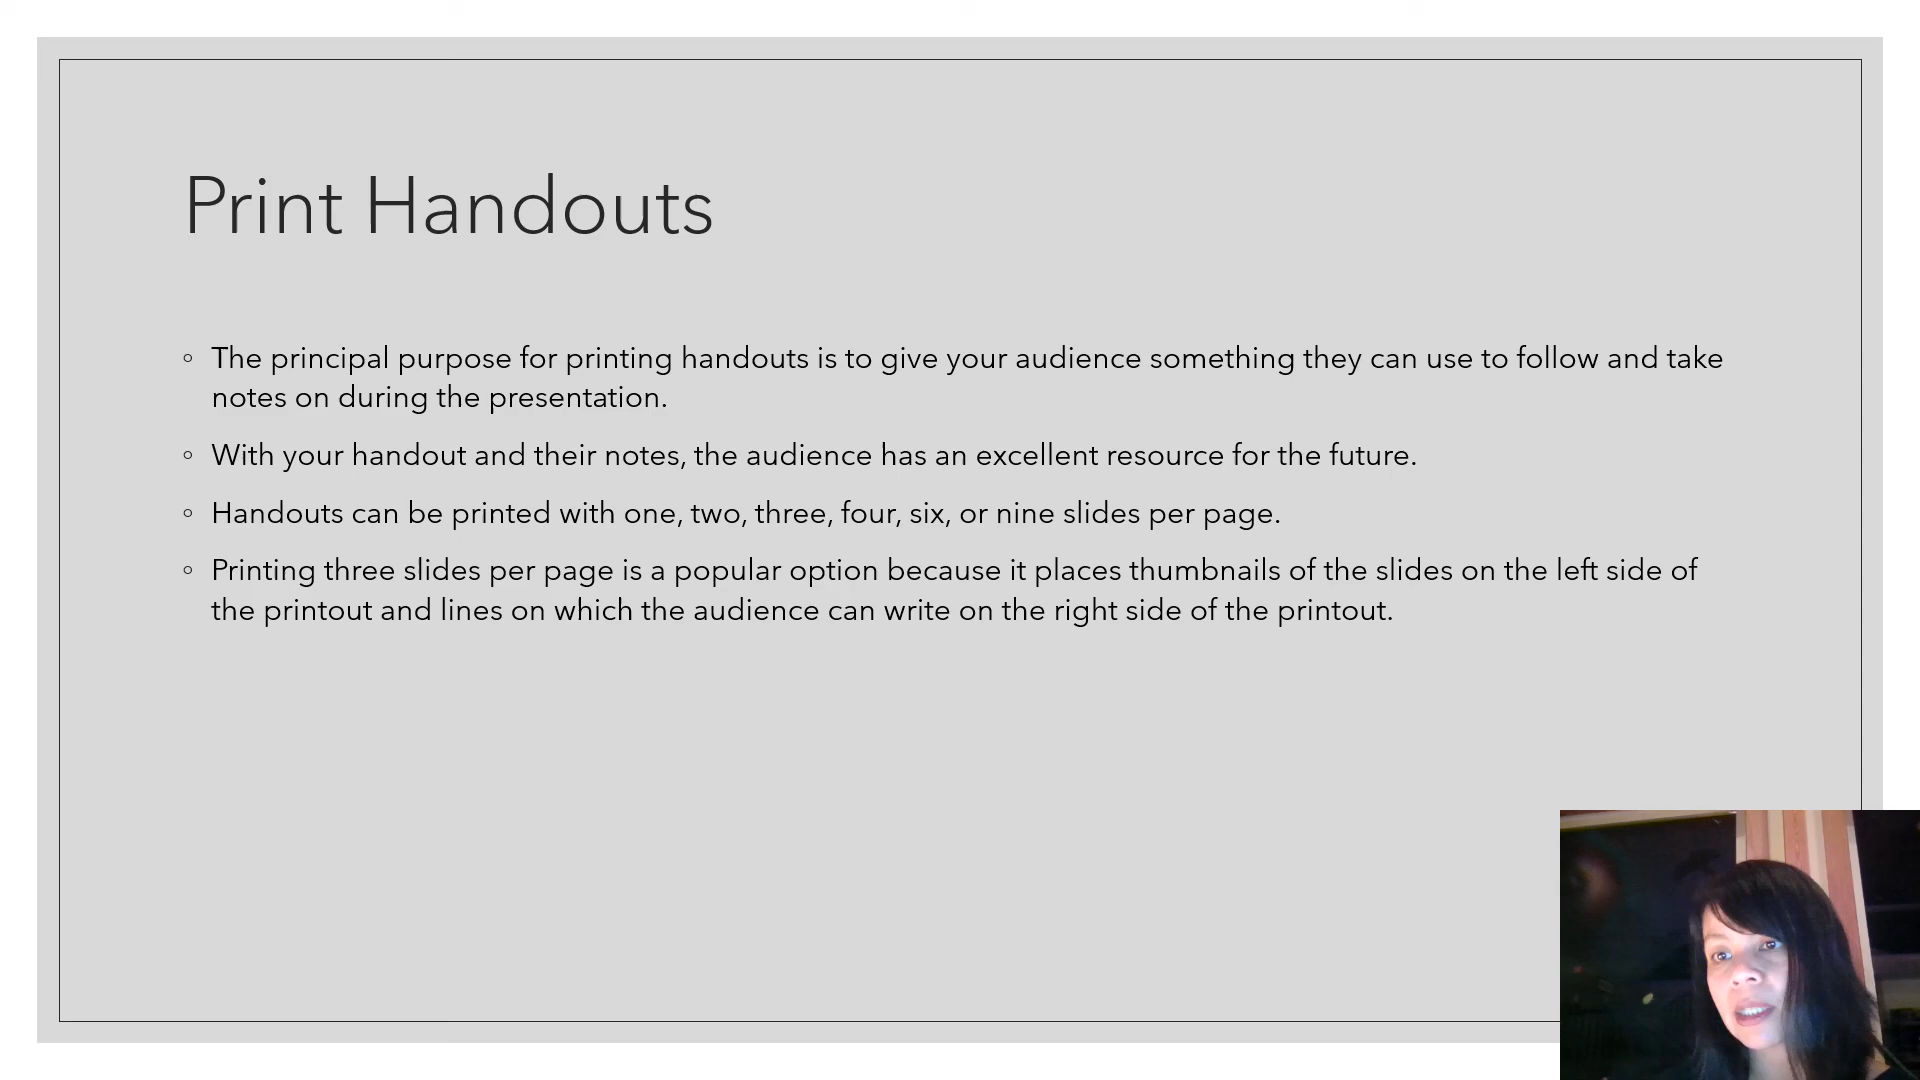 Print Handouts
◦ The principal purpose for printing handouts is to give your audience something they can use to follow and take
notes on during the presentation.
◦ With your handout and their notes, the audience has an excellent resource for the future.
◦ Handouts can be printed with one, two, three, four, six, or nine slides per page.
◦ Printing three slides per page is a popular option because it places thumbnails of the slides on the left side of
the printout and lines on which the audience can write on the right side of the printout.